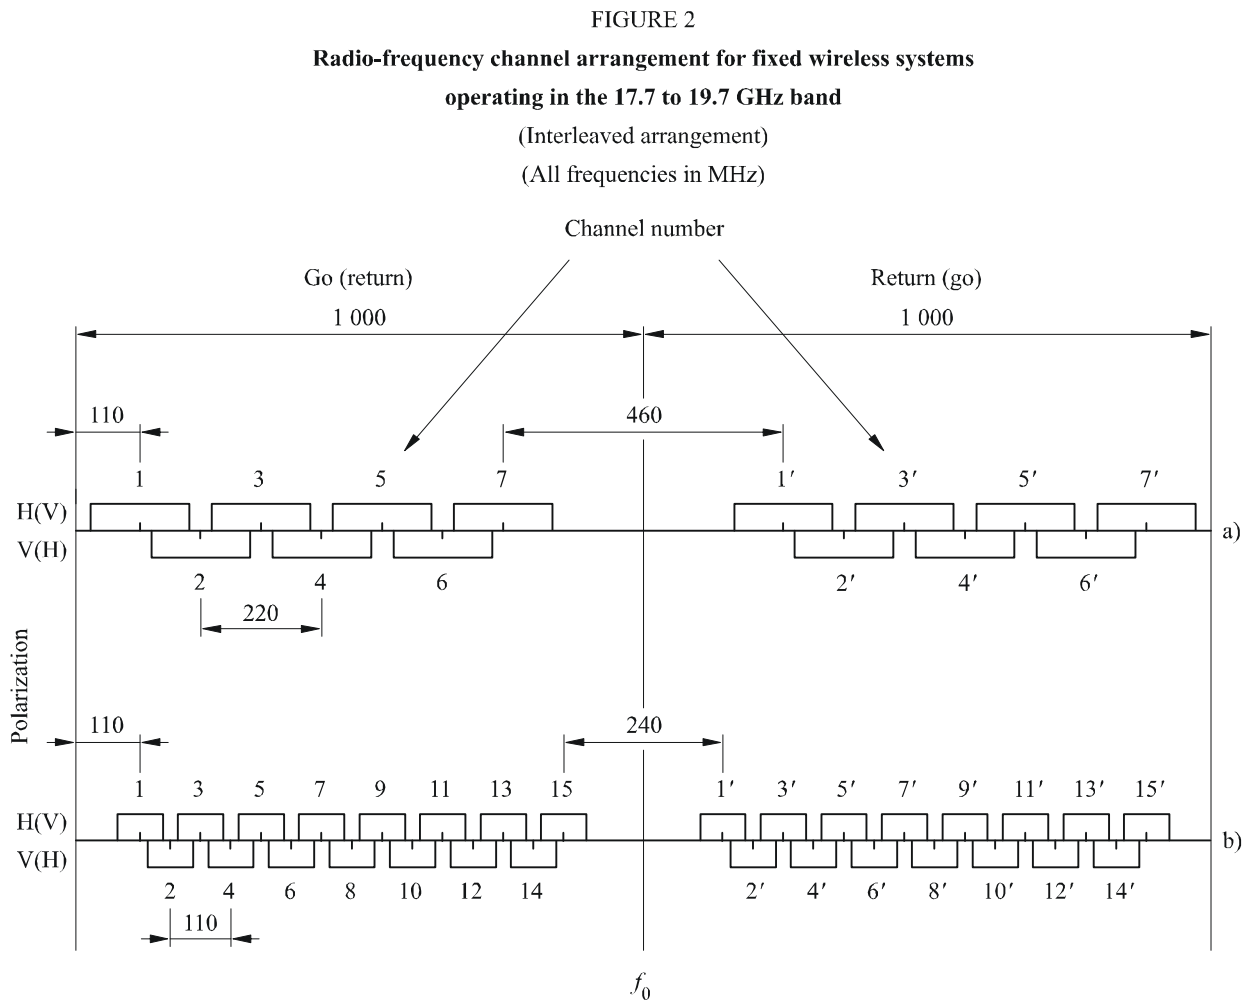 FIGURE 2
Radio-frequency channel arrangement for fixed wireless systems
operating in the 17.7 to 19.7 GHz band
(Interleaved arrangement)
(All frequencies in MHz)
Channel number
Go (return) Return (go)
1 000 1 000
110 460
1 3 5 7 1′ 3′ 5′ 7′
H(V)
a)
V(H)
2 4 6 2′ 4′ 6′
220
Polarization
110 240
1 3 5 7 9 11 13 15 1′ 3′ 5′ 7′ 9′ 11′ 13′ 15′
H(V)
b)
V(H)
2 4 6 8 10 12 14 2′ 4′ 6′ 8′ 10′ 12′ 14′
110
f0